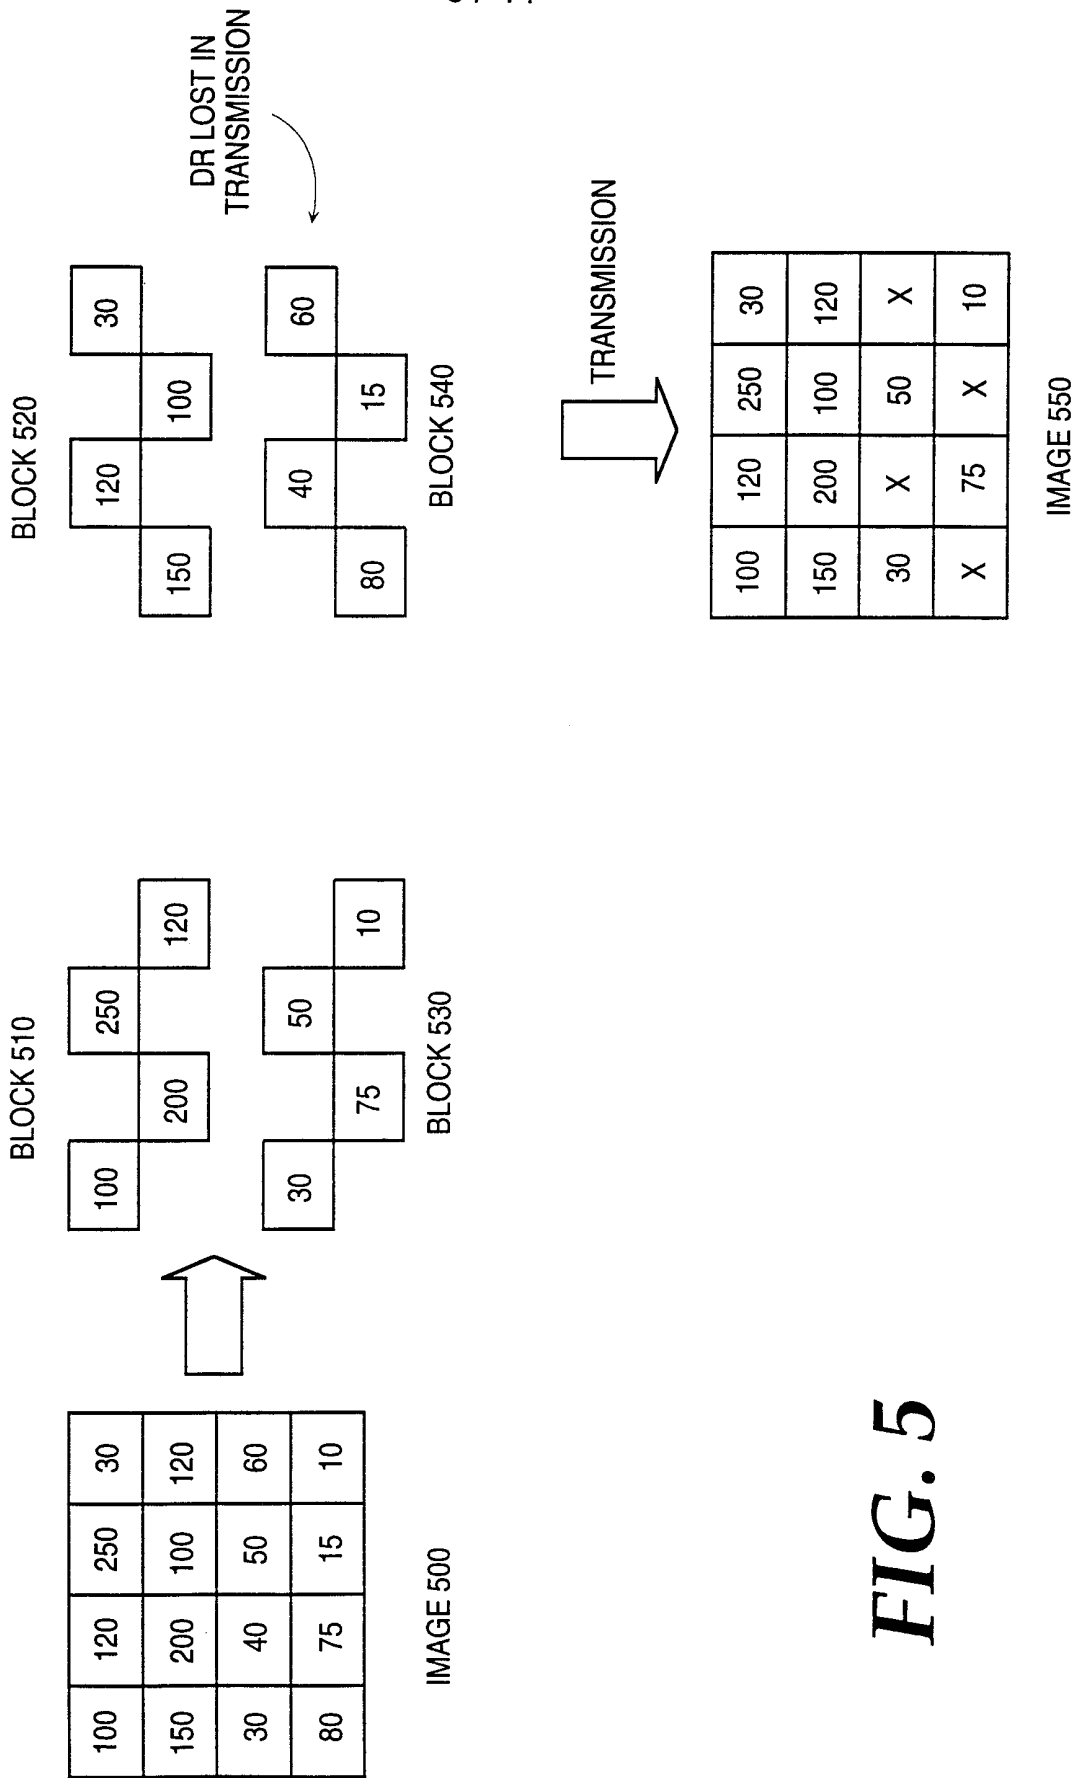 BLOCK 510
BLOCK 520
DR LOST IN
TRANSMISSION
100 120 250 30
150 200 100 120
30 40 50 60
80 75 15 10
IMAGE 500
100 250
200 120
30 50
75 10
BLOCK 530
120 30
150 100
40 60
80 15
BLOCK 540
TRANSMISSION
100 120 250 30
150 200 100 120
30 X 50 X
X 75 X 10
IMAGE 550
FIG. 5